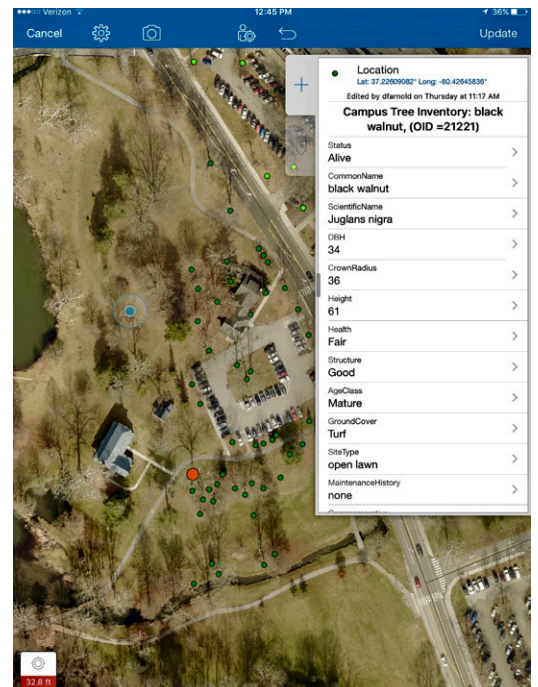 Verizon
12:45 PM
36%
Cancel
Update
Location
Lat: 37.22609082° Long: -80.42645836°
Edited by dfarnold on Thursday at 11:17 AM
Campus Tree Inventory: black
walnut, (OID =21221)
Status
Alive
CommonName
black walnut
ScientificName
Juglans nigra
DBH
34
CrownRadius
36
Height
61
Health
Fair
Structure
Good
AgeClass
Mature
GroundCover
Turf
SiteType
open lawn
MaintenanceHistory
none
32.8 ft